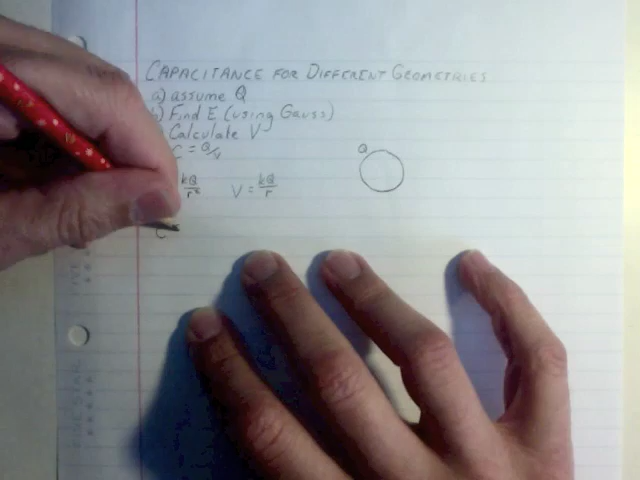 CAPACITANCE FOR DIFFERENT GEOMETRIES
a) assume Q
b) Find E (using Gauss)
) Calculate V
C = Q/V
Q
kQ/r² V = kQ/r
C